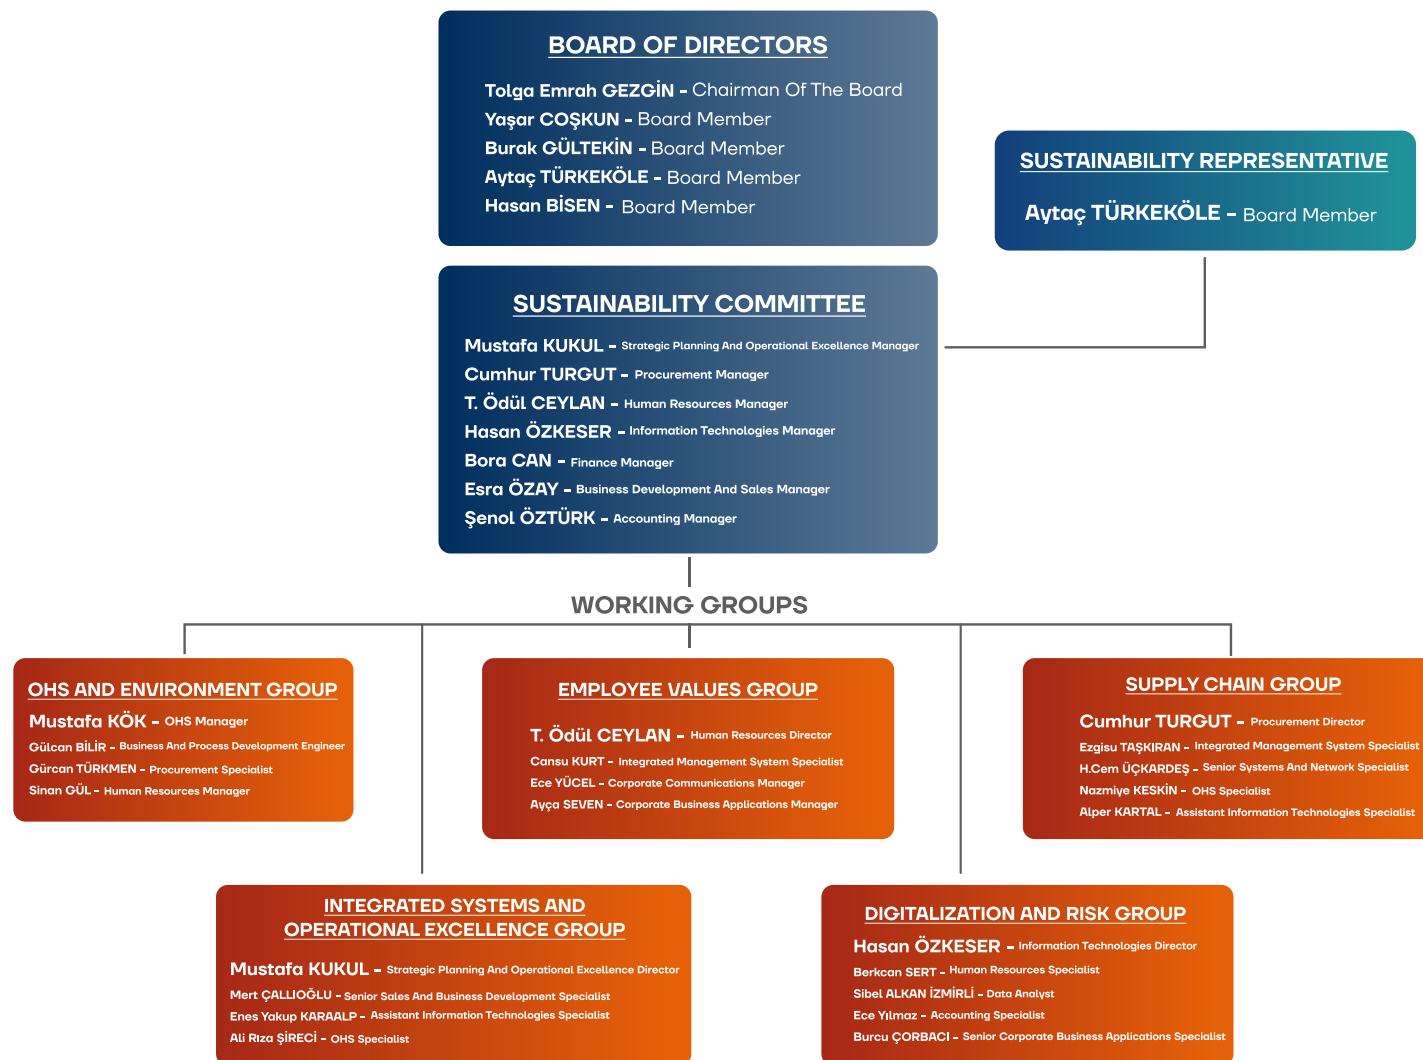 BOARD OF DIRECTORS
Tolga Emrah GEZGİN - Chairman Of The Board
Yaşar COŞKUN - Board Member
Burak GÜLTEKİN - Board Member
Aytaç TÜRKEKÖLE - Board Member
Hasan BİSEN - Board Member
SUSTAINABILITY REPRESENTATIVE
Aytaç TÜRKEKÖLE - Board Member
SUSTAINABILITY COMMITTEE
Mustafa KUKUL - Strategic Planning And Operational Excellence Manager
Cumhur TURGUT - Procurement Manager
T. Ödül CEYLAN - Human Resources Manager
Hasan ÖZKESER - Information Technologies Manager
Bora CAN - Finance Manager
Esra ÖZAY - Business Development And Sales Manager
Şenol ÖZTÜRK - Accounting Manager
WORKING GROUPS
OHS AND ENVIRONMENT GROUP
Mustafa KÖK - OHS Manager
Gülcan BİLİR - Business And Process Development Engineer
Gürcan TÜRKMEN - Procurement Specialist
Sinan GÜL - Human Resources Manager
EMPLOYEE VALUES GROUP
T. Ödül CEYLAN - Human Resources Director
Cansu KURT - Integrated Management System Specialist
Ece YÜCEL - Corporate Communications Manager
Ayça SEVEN - Corporate Business Applications Manager
SUPPLY CHAIN GROUP
Cumhur TURGUT - Procurement Director
Ezgisu TAŞKIRAN - Integrated Management System Specialist
H.Cem ÜÇKARDEŞ - Senior Systems And Network Specialist
Nazmiye KESKİN - OHS Specialist
Alper KARTAL - Assistant Information Technologies Specialist
INTEGRATED SYSTEMS AND
OPERATIONAL EXCELLENCE GROUP
Mustafa KUKUL - Strategic Planning And Operational Excellence Director
Mert ÇALLIOĞLU - Senior Sales And Business Development Specialist
Enes Yakup KARAALP - Assistant Information Technologies Specialist
Ali Rıza ŞİRECİ - OHS Specialist
DIGITALIZATION AND RISK GROUP
Hasan ÖZKESER - Information Technologies Director
Berkcan SERT - Human Resources Specialist
Sibel ALKAN İZMİRLİ - Data Analyst
Ece Yılmaz - Accounting Specialist
Burcu ÇORBACI - Senior Corporate Business Applications Specialist